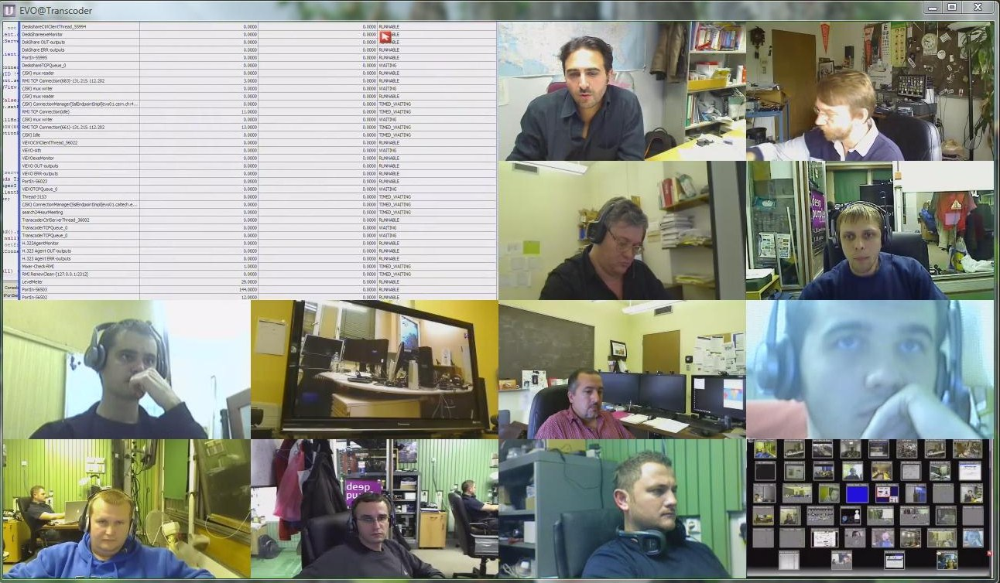 EVO@Transcoder
DeskshareCtrlClientThread_55994 0.0000 0.0000 RUNNABLE
DeskShareexeMonitor 0.0000 0.0000
DskShare OUT-outputs 0.0000 0.0000 RUNNABLE
DskShare ERR-outputs 0.0000 0.0000 RUNNABLE
PortIn-55995 0.0000 0.0000 RUNNABLE
DeskshareTCPQueue_0 0.0000 0.0000 WAITING
(JSK) mux reader 0.0000 0.0000 RUNNABLE
RMI TCP Connection(683)-131.215.112.202 3.0000 0.0000 RUNNABLE
(JSK) mux writer 0.0000 0.0000 WAITING
(JSK) mux reader 0.0000 0.0000 RUNNABLE
(JSK) ConnectionManager[SslEndpointImpl[evo01.cern.ch:4... 0.0000 0.0000 TIMED_WAITING
RMI TCP Connection(idle) 11.0000 0.0000 TIMED_WAITING
(JSK) mux writer 0.0000 0.0000 WAITING
RMI TCP Connection(661)-131.215.112.202 13.0000 0.0000 TIMED_WAITING
(JSK) Idle 0.0000 0.0000 TIMED_WAITING
ViEVOCtrlClientThread_56022 0.0000 0.0000 RUNNABLE
ViEVO-Ath 0.0000 0.0000 WAITING
ViEVOexeMonitor 0.0000 0.0000 RUNNABLE
ViEVO OUT-outputs 0.0000 0.0000 RUNNABLE
ViEVO ERR-outputs 0.0000 0.0000 RUNNABLE
PortIn-56023 0.0000 0.0000 RUNNABLE
ViEVOTCPQueue_0 0.0000 0.0000 WAITING
Thread-3153 0.0000 0.0000 TIMED_WAITING
(JSK) ConnectionManager[SslEndpointImpl[evo01.caltech.e... 0.0000 0.0000 TIMED_WAITING
search24HourMeeting 0.0000 0.0000 TIMED_WAITING
TranscoderCtrlServerThread_36002 0.0000 0.0000 RUNNABLE
TranscoderTCPQueue_0 0.0000 0.0000 WAITING
TranscoderTCPQueue_0 0.0000 0.0000 WAITING
H.323AgentMonitor 0.0000 0.0000 RUNNABLE
H.323 Agent OUT-outputs 0.0000 0.0000 RUNNABLE
H.323 Agent ERR-outputs 0.0000 0.0000 RUNNABLE
Mixer-Check-RMI 1.0000 0.0000 TIMED_WAITING
RMI RenewClean-[127.0.0.1:2312] 0.0000 0.0000 TIMED_WAITING
LevelMeter 29.0000 0.0000 RUNNABLE
PortIn-56503 144.0000 0.0000 RUNNABLE
PortIn-56502 12.0000 0.0000 RUNNABLE
deep
purple
Panasonic
deep